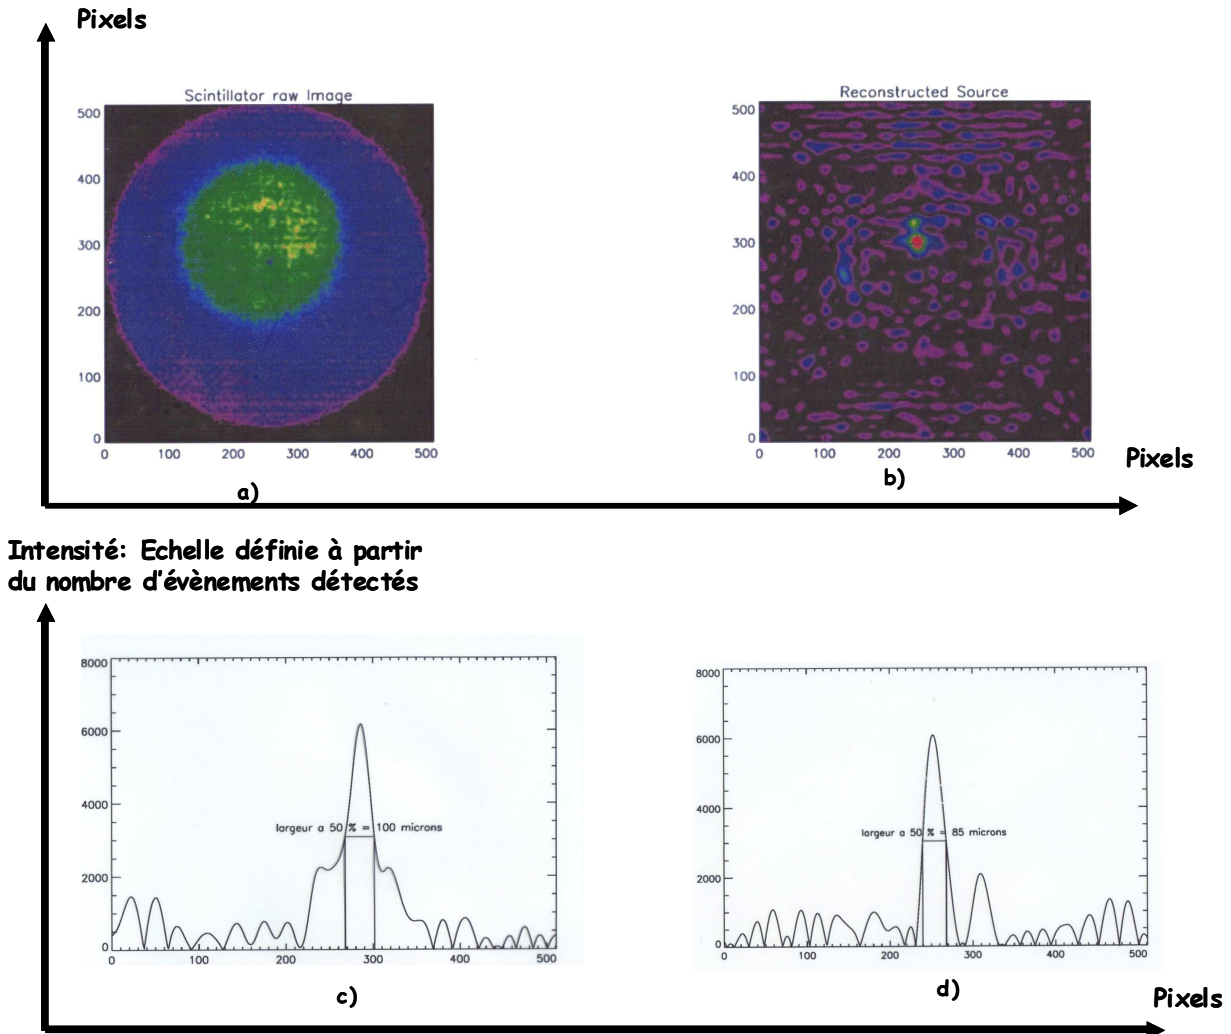 Pixels
Scintillator raw Image
500
400
300
200
100
0
0 100 200 300 400 500
a)
Reconstructed Source
500
400
300
200
100
0
0 100 200 300 400 500
b)
Pixels
Intensité: Echelle définie à partir
du nombre d'évènements détectés
8000
6000
4000
2000
0
largeur a 50 % = 100 microns
0 100 200 300 400 500
c)
8000
6000
4000
2000
0
largeur a 50 % = 85 microns
0 100 200 300 400 500
d)
Pixels